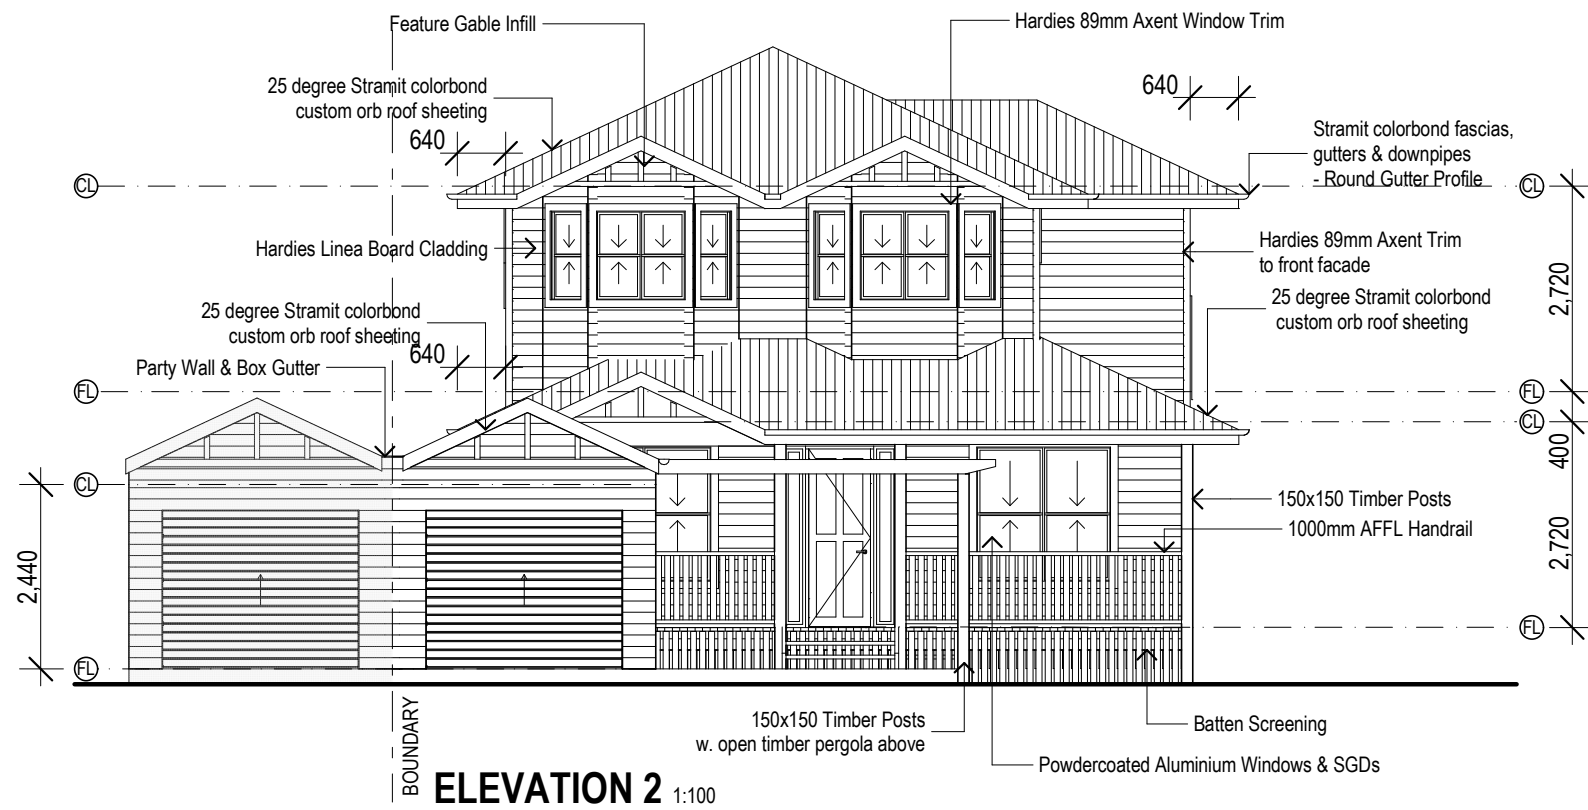 Feature Gable Infill
Hardies 89mm Axent Window Trim
25 degree Stramit colorbond
custom orb roof sheeting
640
640
Stramit colorbond fascias,
gutters & downpipes
- Round Gutter Profile
CL
CL
Hardies Linea Board Cladding
Hardies 89mm Axent Trim
to front facade
2,720
25 degree Stramit colorbond
custom orb roof sheeting
25 degree Stramit colorbond
custom orb roof sheeting
640
Party Wall & Box Gutter
FL
FL
CL
400
CL
150x150 Timber Posts
1000mm AFFL Handrail
2,440
2,720
FL
FL
BOUNDARY
150x150 Timber Posts
w. open timber pergola above
Batten Screening
Powdercoated Aluminium Windows & SGDs
ELEVATION 2 1:100